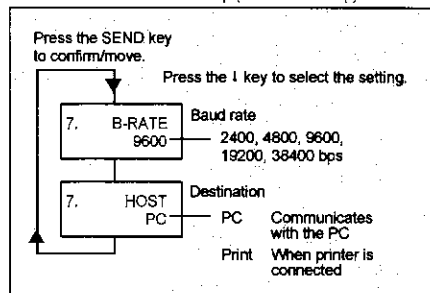 Press the SEND key
to confirm/move.
Press the ↓ key to select the setting.
7. B-RATE
9600
Baud rate
2400, 4800, 9600,
19200, 38400 bps
7. HOST
PC
Destination
PC Communicates
with the PC
Print When printer is
connected